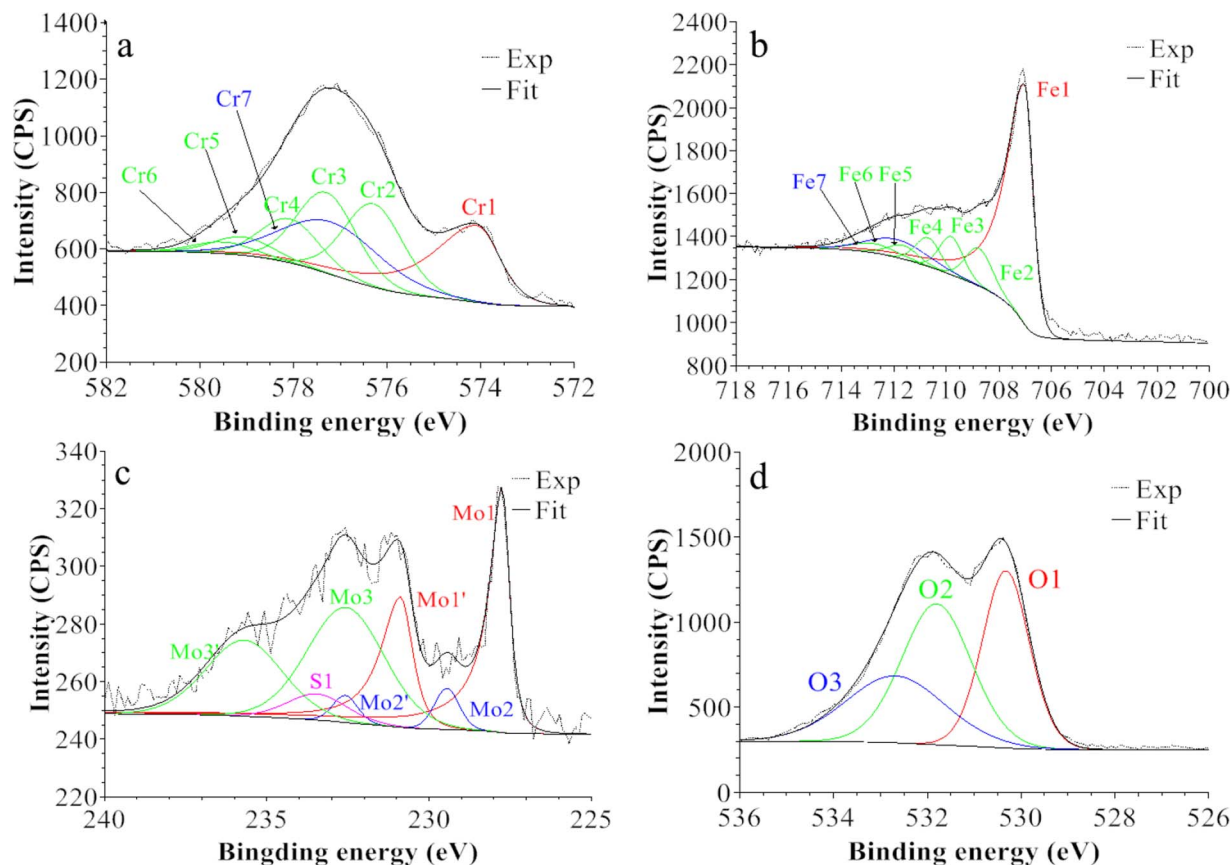 a
Exp
Fit
Cr7
Cr5
Cr6
Cr4
Cr3
Cr2
Cr1
1400
1200
1000
800
600
400
200
582 580 578 576 574 572
Intensity (CPS)
Binding energy (eV)
b
Exp
Fit
Fe1
Fe7
Fe6
Fe5
Fe4
Fe3
Fe2
2400
2200
2000
1800
1600
1400
1200
1000
800
718 716 714 712 710 708 706 704 702 700
Intensity (CPS)
Binding energy (eV)
c
Exp
Fit
Mo1
Mo3
Mo1'
Mo3'
S1
Mo2'
Mo2
340
320
300
280
260
240
220
240 235 230 225
Intensity (CPS)
Bingding energy (eV)
d
Exp
Fit
O1
O2
O3
2000
1500
1000
500
0
536 534 532 530 528 526
Intensity (CPS)
Binding energy (eV)